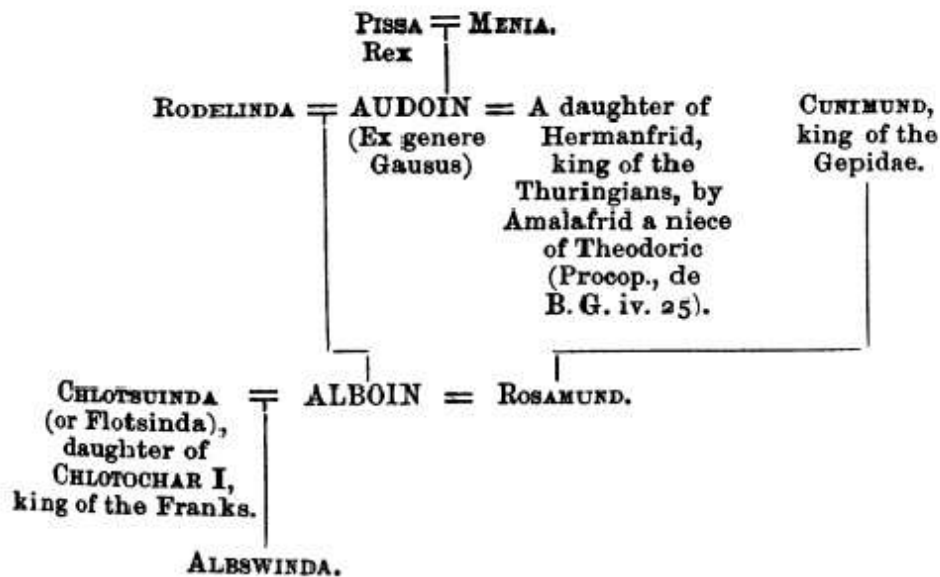 PISSA = MENIA.
Rex
RODELINDA = AUDOIN = A daughter of
(Ex genere
Gausus)
Hermanfrid,
king of the
Thuringians, by
Amalafrid a niece
of Theodoric
(Procop., de
B. G. iv. 25).
CUNIMUND,
king of the
Gepidae.
CHLOTSUINDA = ALBOIN = ROSAMUND.
(or Flotsinda),
daughter of
CHLOTOCHAR I,
king of the Franks.
ALBSWINDA.